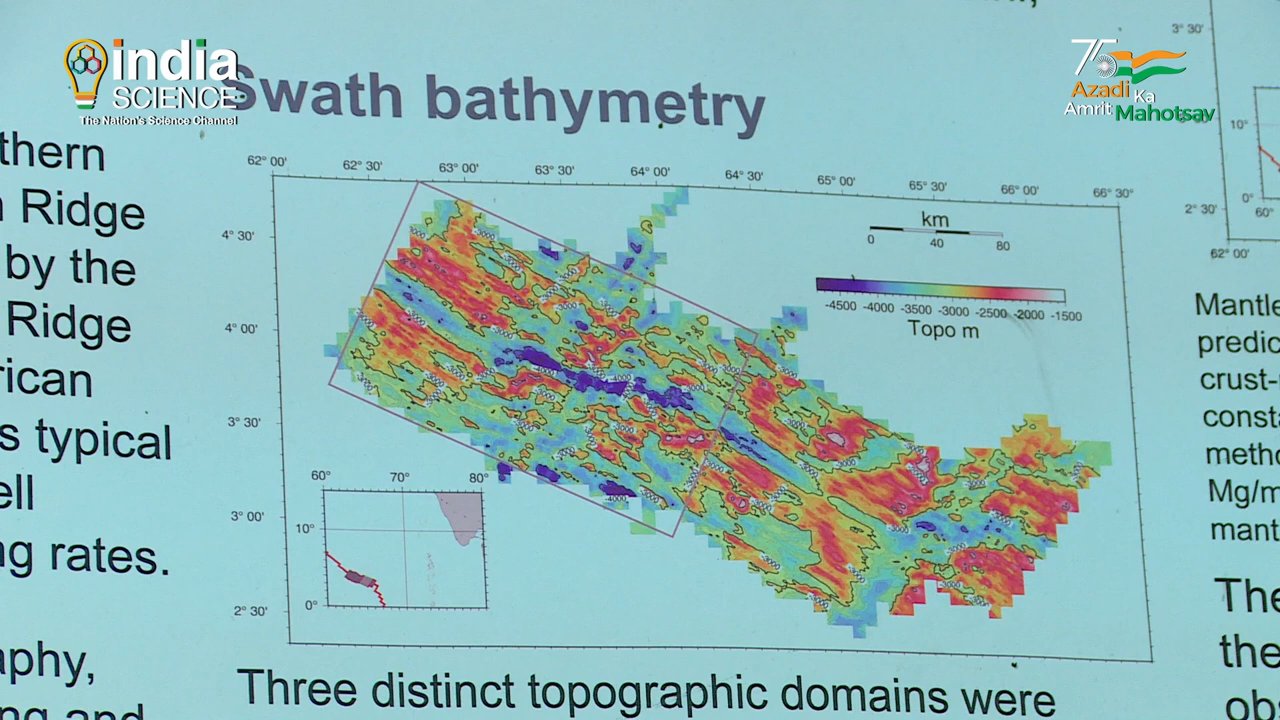 india
SCIENCE
The Nation's Science Channel
75
Azadi
Ka
Amrit Mahotsav
Swath bathymetry
thern
Ridge
by the
Ridge
rican
s typical
ell
ng rates.
aphy,
ng and
62° 00'
62° 30'
63° 00'
63° 30'
64° 00'
64° 30'
65° 00'
65° 30'
66° 00'
66° 30'
4° 30'
4° 00'
3° 30'
3° 00'
2° 30'
km
0 40 80
-4500 -4000 -3500 -3000 -2500 -2000 -1500
Topo m
60° 70° 80°
10°
0°
Three distinct topographic domains were
3° 30'
2° 30'
62° 00'
10°
0°
60°
Mantle
predic
crust-
consta
metho
Mg/m
mant
The
the
obs